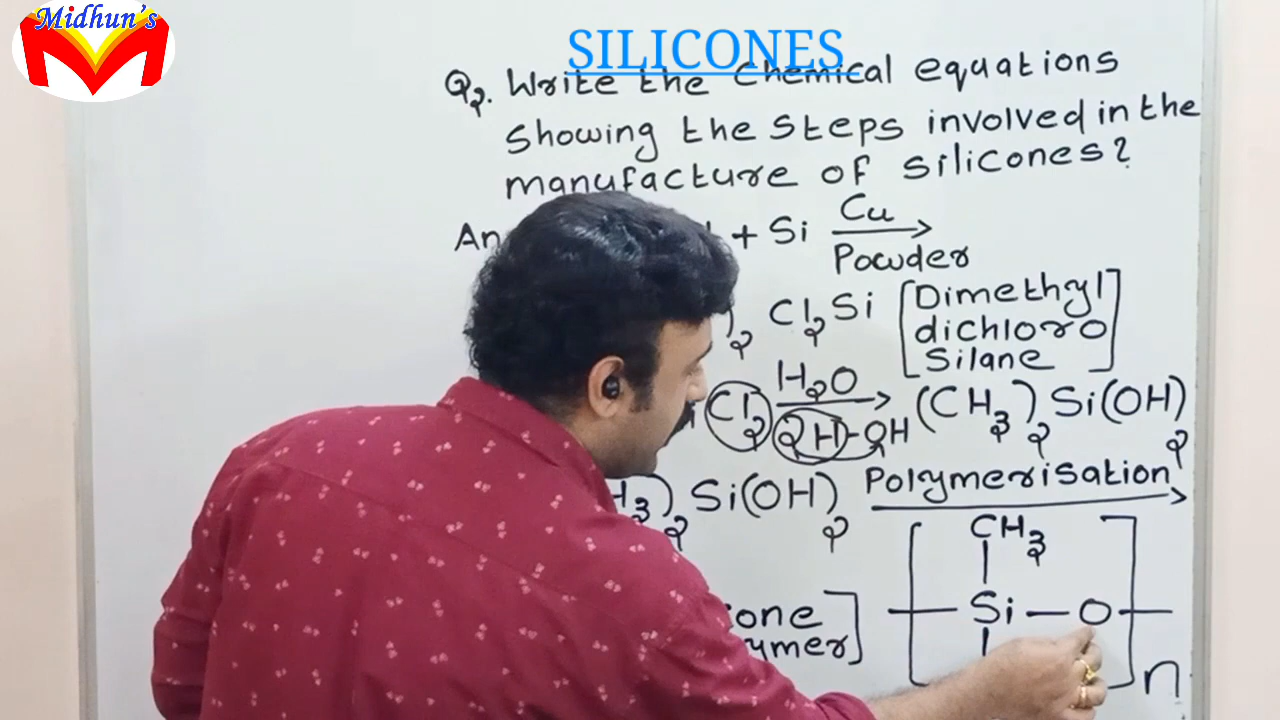 Midhun's
SILICONES
Q2. Write the Chemical equations
Showing the steps involved in the
manufacture of Silicones?
An + Si Cu
Powder
)2 Cl2Si [Dimethyl
dichloro
Silane]
Cl2 H2O (CH3)2Si(OH)2
2H-OH
H3)2Si(OH)2 Polymerisation
CH3
[—Si—O—]n
one
ymer]